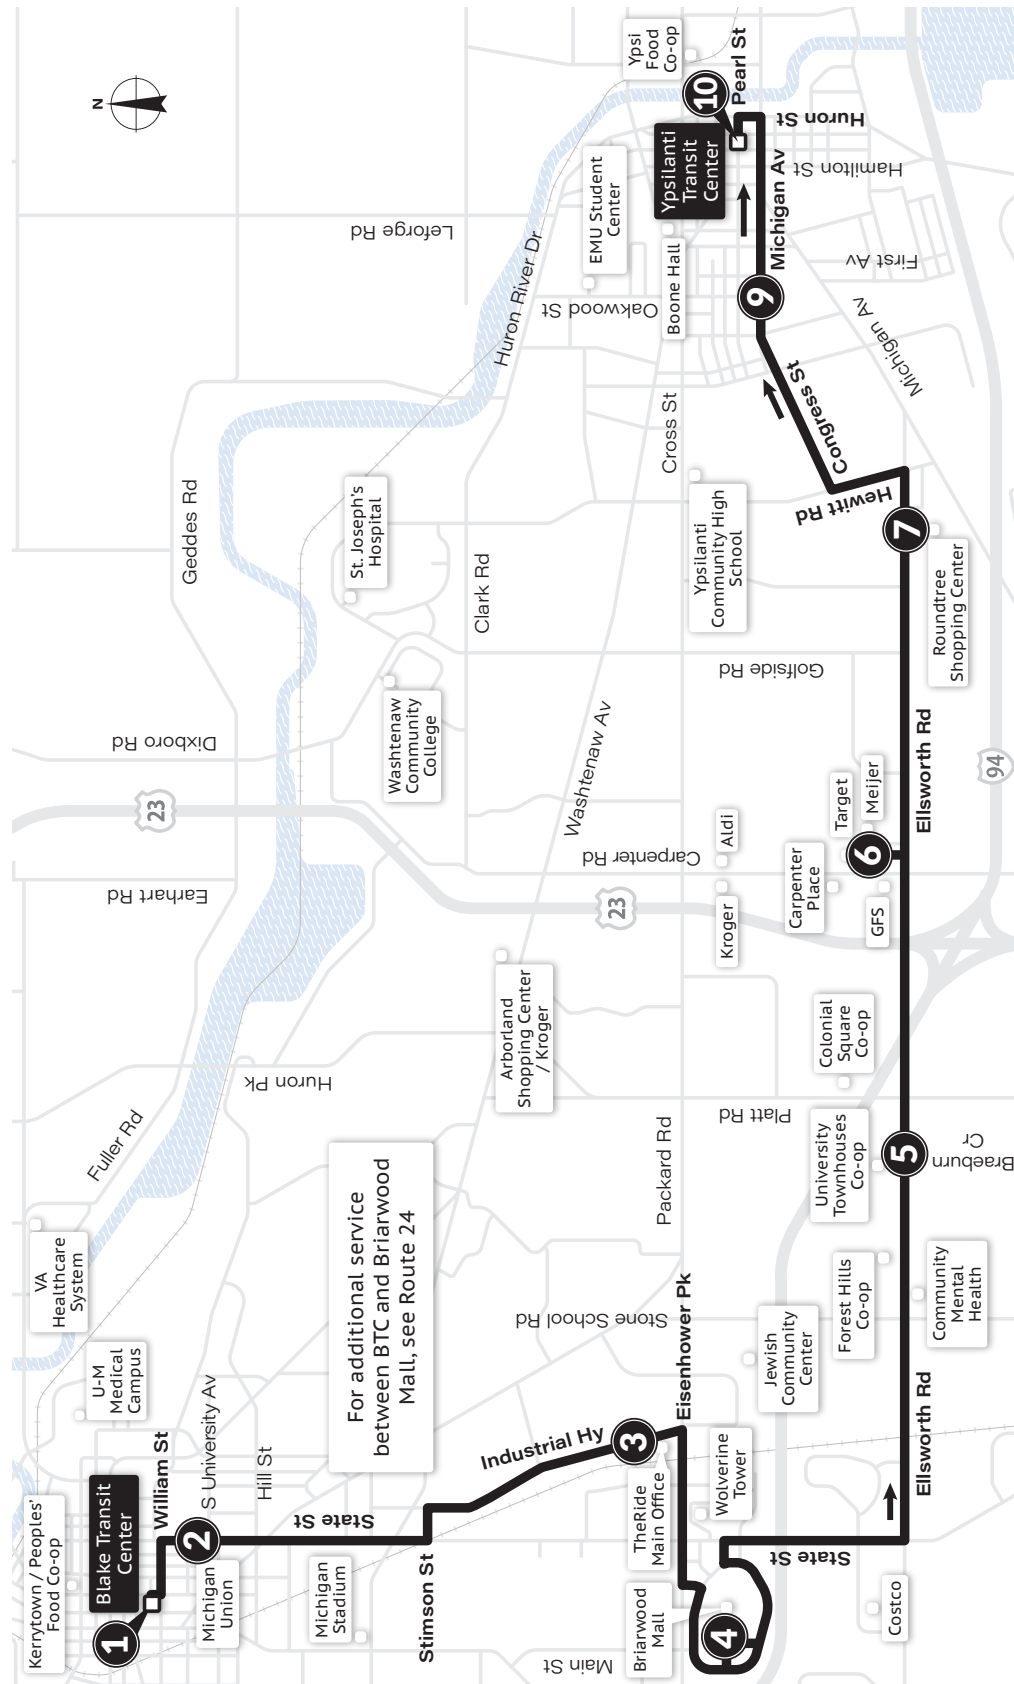 Kerrytown / Peoples'
Food Co-op
Blake Transit
Center
1
William St
U-M
Medical
Campus
VA
Healthcare
System
Fuller Rd
Huron Pk
Earhart Rd
23
Dixboro Rd
Geddes Rd
Leforge Rd
N
2
S University Av
Hill St
Michigan
Union
State St
Michigan
Stadium
Stimson St
For additional service
between BTC and Briarwood
Mall, see Route 24
Washtenaw
Community
College
St. Joseph's
Hospital
Clark Rd
Huron River Dr
Arborland
Shopping Center
/ Kroger
Washtenaw Av
Carpenter Rd
23
Oakwood St
EMU Student
Center
Ypsi
Food
Co-op
Industrial Hy
Stone School Rd
3
Main St
TheRide
Main Office
Eisenhower Pk
Packard Rd
Cross St
Boone Hall
Ypsilanti
Transit
Center
10
Pearl St
Briarwood
Mall
4
Wolverine
Tower
Platt Rd
Kroger
Aldi
Golfside Rd
Ypsilanti
Community High
School
Jewish
Community
Center
State St
Forest Hills
Co-op
University
Townhouses
Co-op
Colonial
Square
Co-op
Carpenter
Place
GFS
Target
Meijer
6
Hewitt Rd
Congress St
9
Michigan Av
Huron St
Hamilton St
First Av
Michigan Av
Costco
Ellsworth Rd
Community
Mental
Health
5
Braeburn
Cr
Ellsworth Rd
7
Roundtree
Shopping Center
94